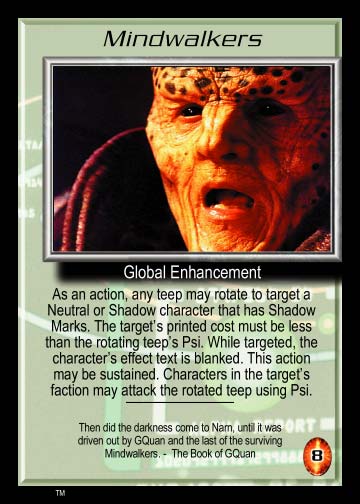 Mindwalkers
Global Enhancement
As an action, any teep may rotate to target a
Neutral or Shadow character that has Shadow
Marks. The target's printed cost must be less
than the rotating teep's Psi. While targeted, the
character's effect text is blanked. This action
may be sustained. Characters in the target's
faction may attack the rotated teep using Psi.
Then did the darkness come to Narn, until it was
driven out by GQuan and the last of the surviving
Mindwalkers. - The Book of GQuan
8
TM